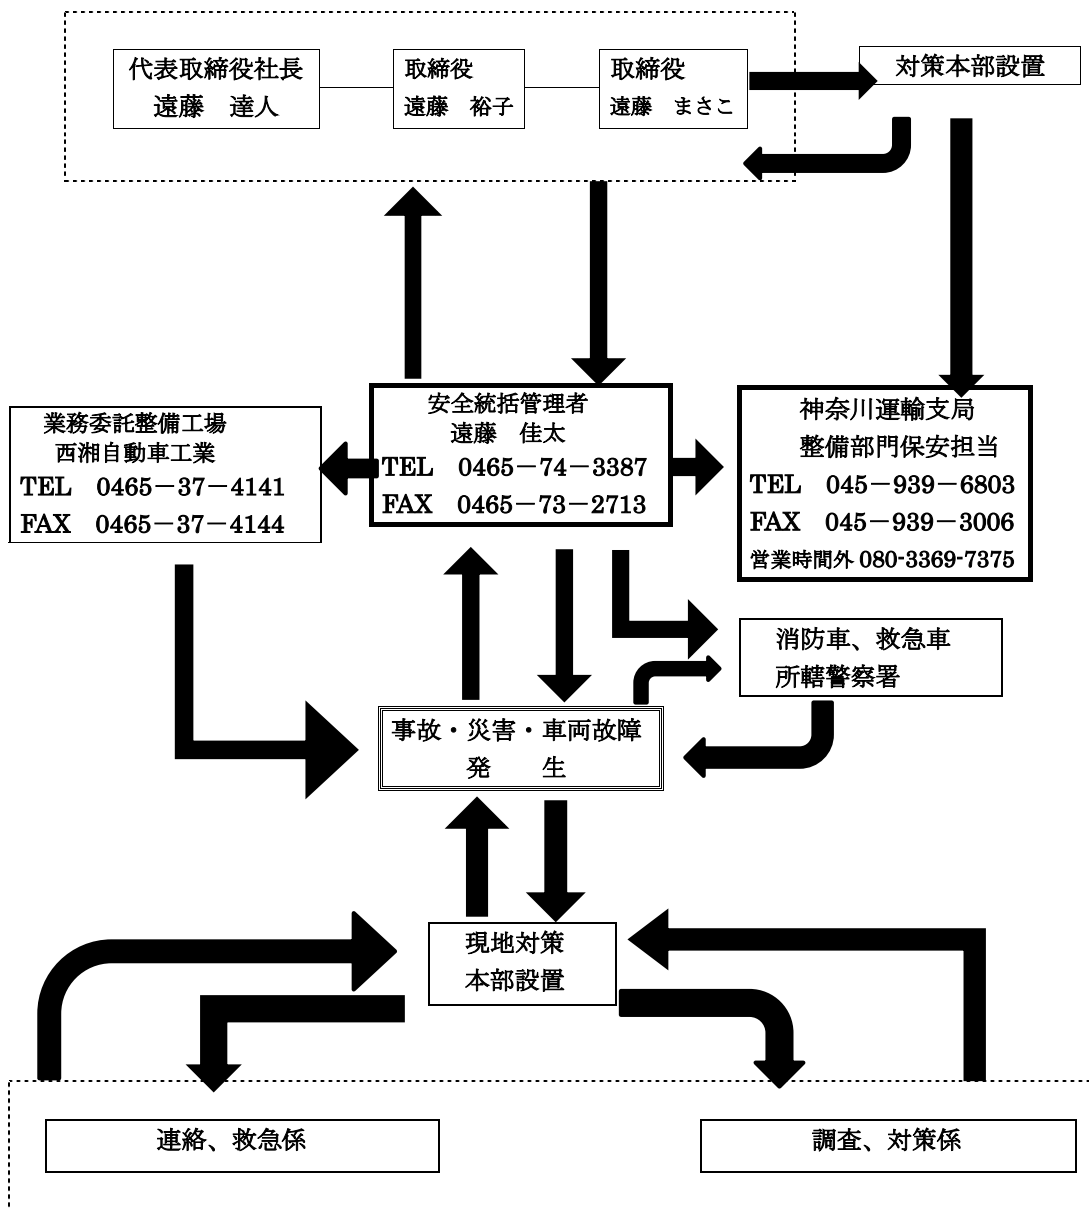 代表取締役社長
遠藤　達人
取締役
遠藤　裕子
取締役
遠藤　まさこ
対策本部設置
業務委託整備工場
西湘自動車工業
TEL　0465－37－4141
FAX　0465－37－4144
安全統括管理者
遠藤　佳太
TEL　0465－74－3387
FAX　0465－73－2713
神奈川運輸支局
整備部門保安担当
TEL　045－939－6803
FAX　045－939－3006
営業時間外 080-3369-7375
消防車、救急車
所轄警察署
事故・災害・車両故障
発　　生
現地対策
本部設置
連絡、救急係
調査、対策係